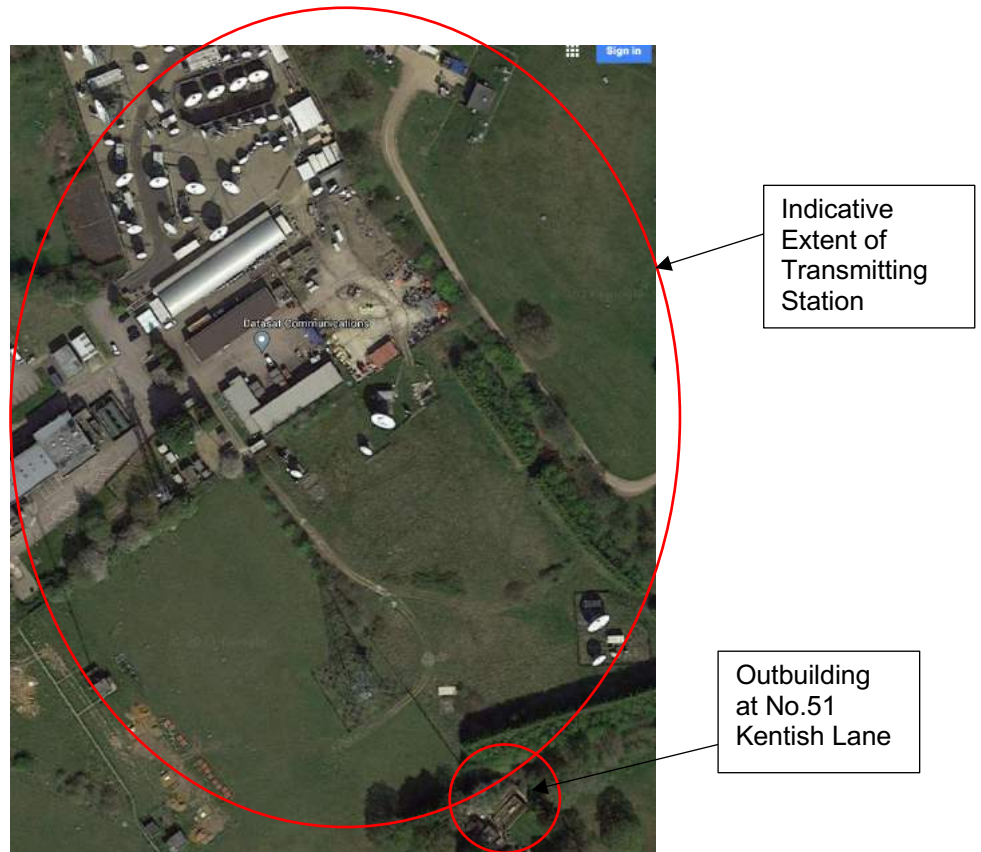 Sign in
Indicative
Extent of
Transmitting
Station
Datasat Communications
Outbuilding
at No.51
Kentish Lane